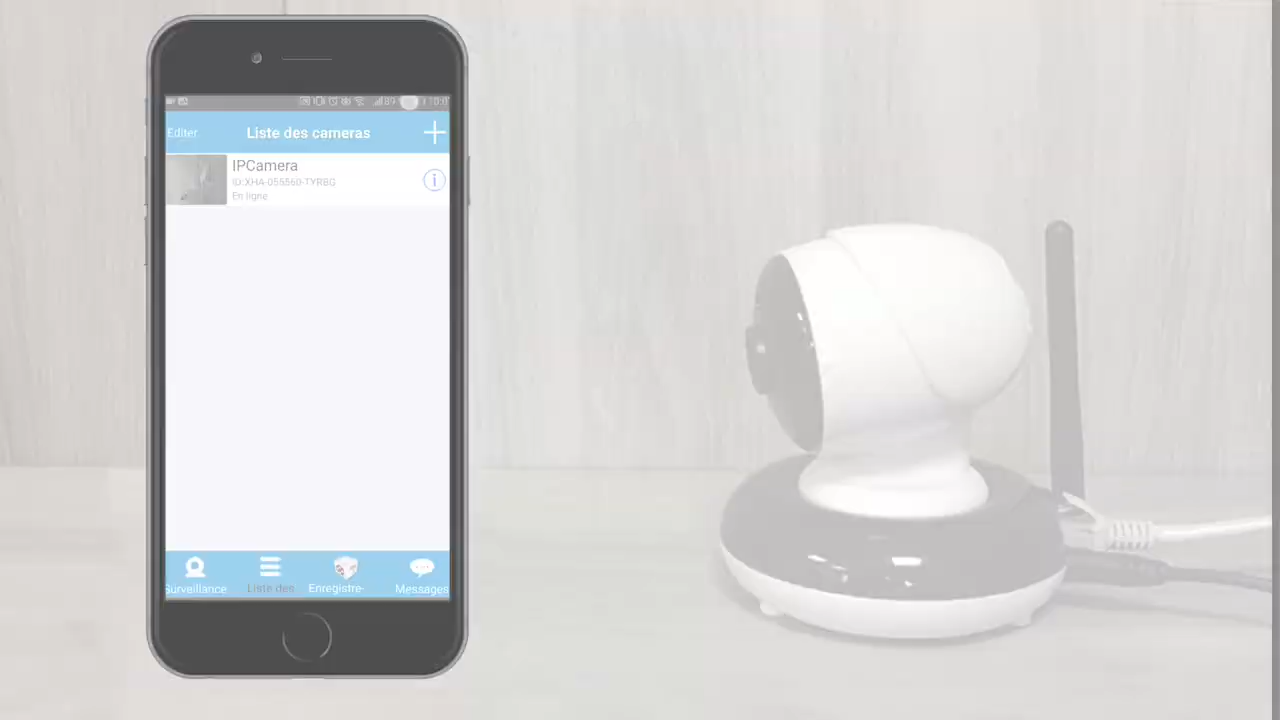 Editer
Liste des cameras
IPCamera
ID:XHA-055560-TYRBG
En ligne
Surveillance
Liste des
Enregistre-
Messages